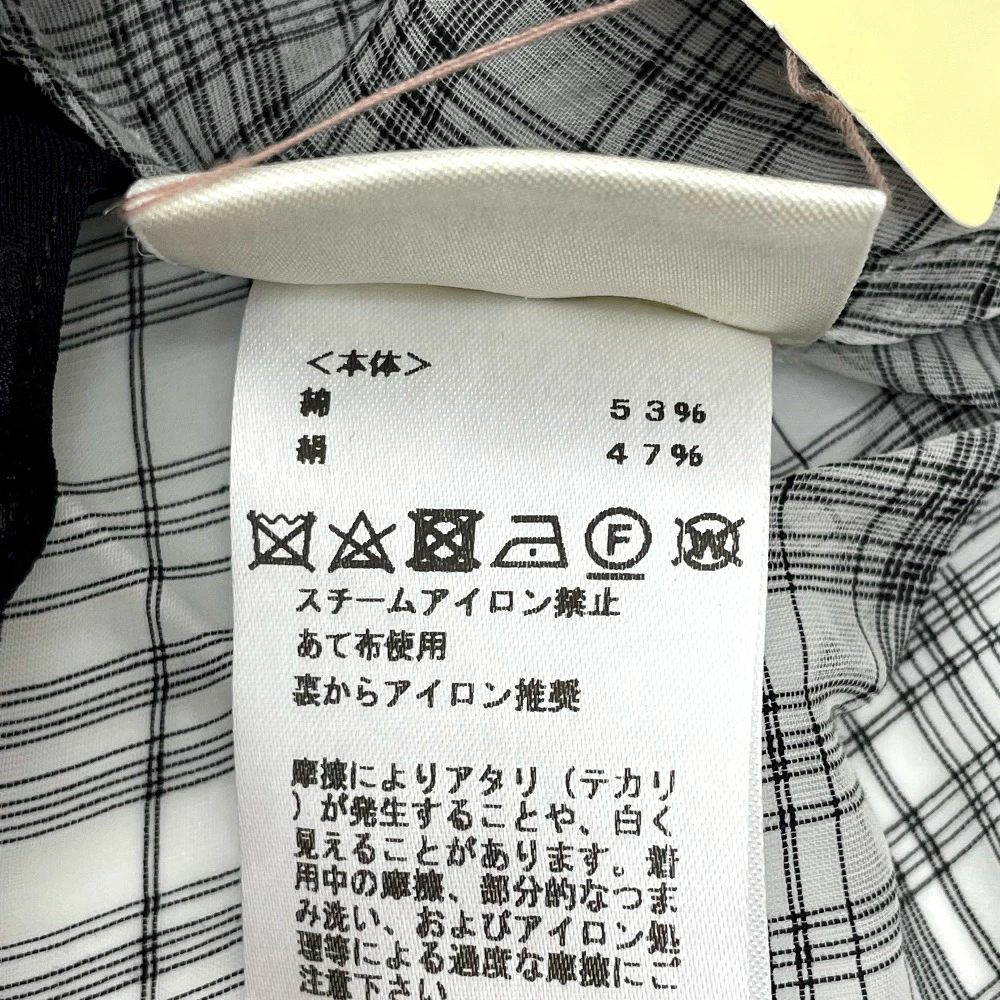 <本体>
綿 53%
絹 47%
F W
スチームアイロン禁止
あて布使用
裏からアイロン推奨
摩擦によりアタリ(テカリ
)が発生することや、白く
見えることがあります。着
用中の摩擦、部分的なつま
み洗い、およびアイロン処
理等による過度な摩擦にご
注意下さい